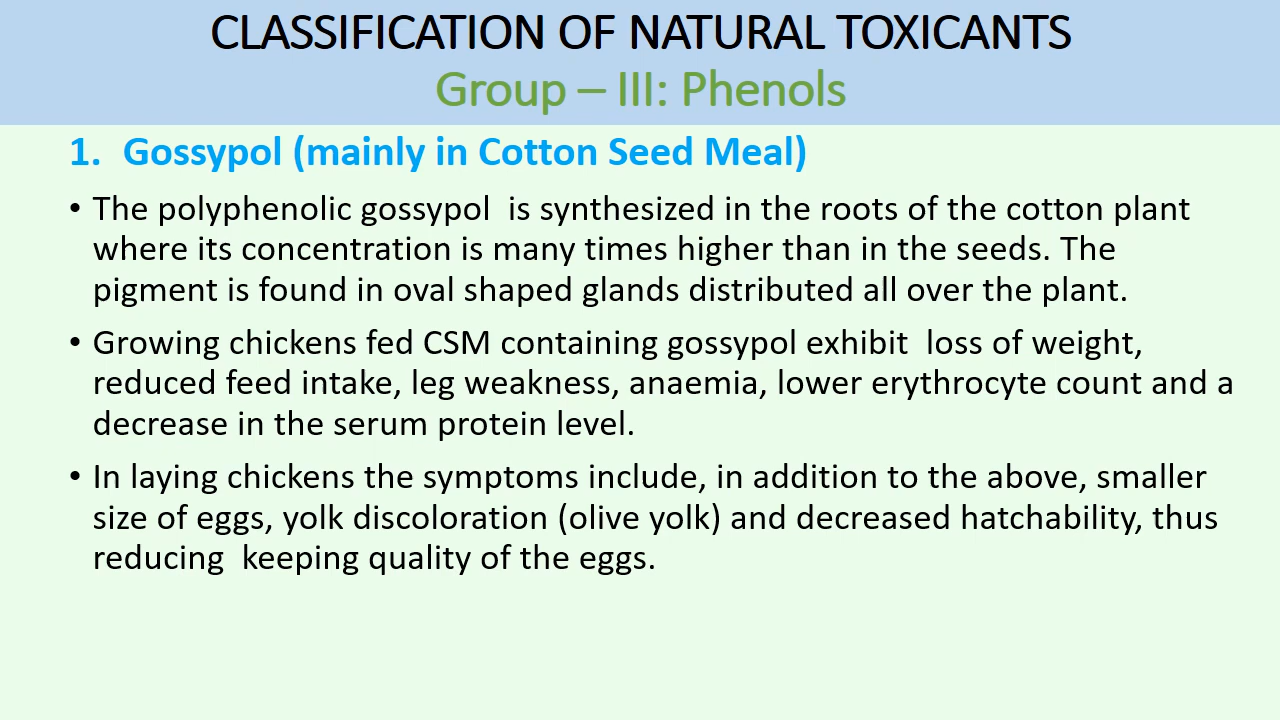 CLASSIFICATION OF NATURAL TOXICANTS
Group – III: Phenols
1. Gossypol (mainly in Cotton Seed Meal)
• The polyphenolic gossypol  is synthesized in the roots of the cotton plant
where its concentration is many times higher than in the seeds. The
pigment is found in oval shaped glands distributed all over the plant.
• Growing chickens fed CSM containing gossypol exhibit  loss of weight,
reduced feed intake, leg weakness, anaemia, lower erythrocyte count and a
decrease in the serum protein level.
• In laying chickens the symptoms include, in addition to the above, smaller
size of eggs, yolk discoloration (olive yolk) and decreased hatchability, thus
reducing  keeping quality of the eggs.